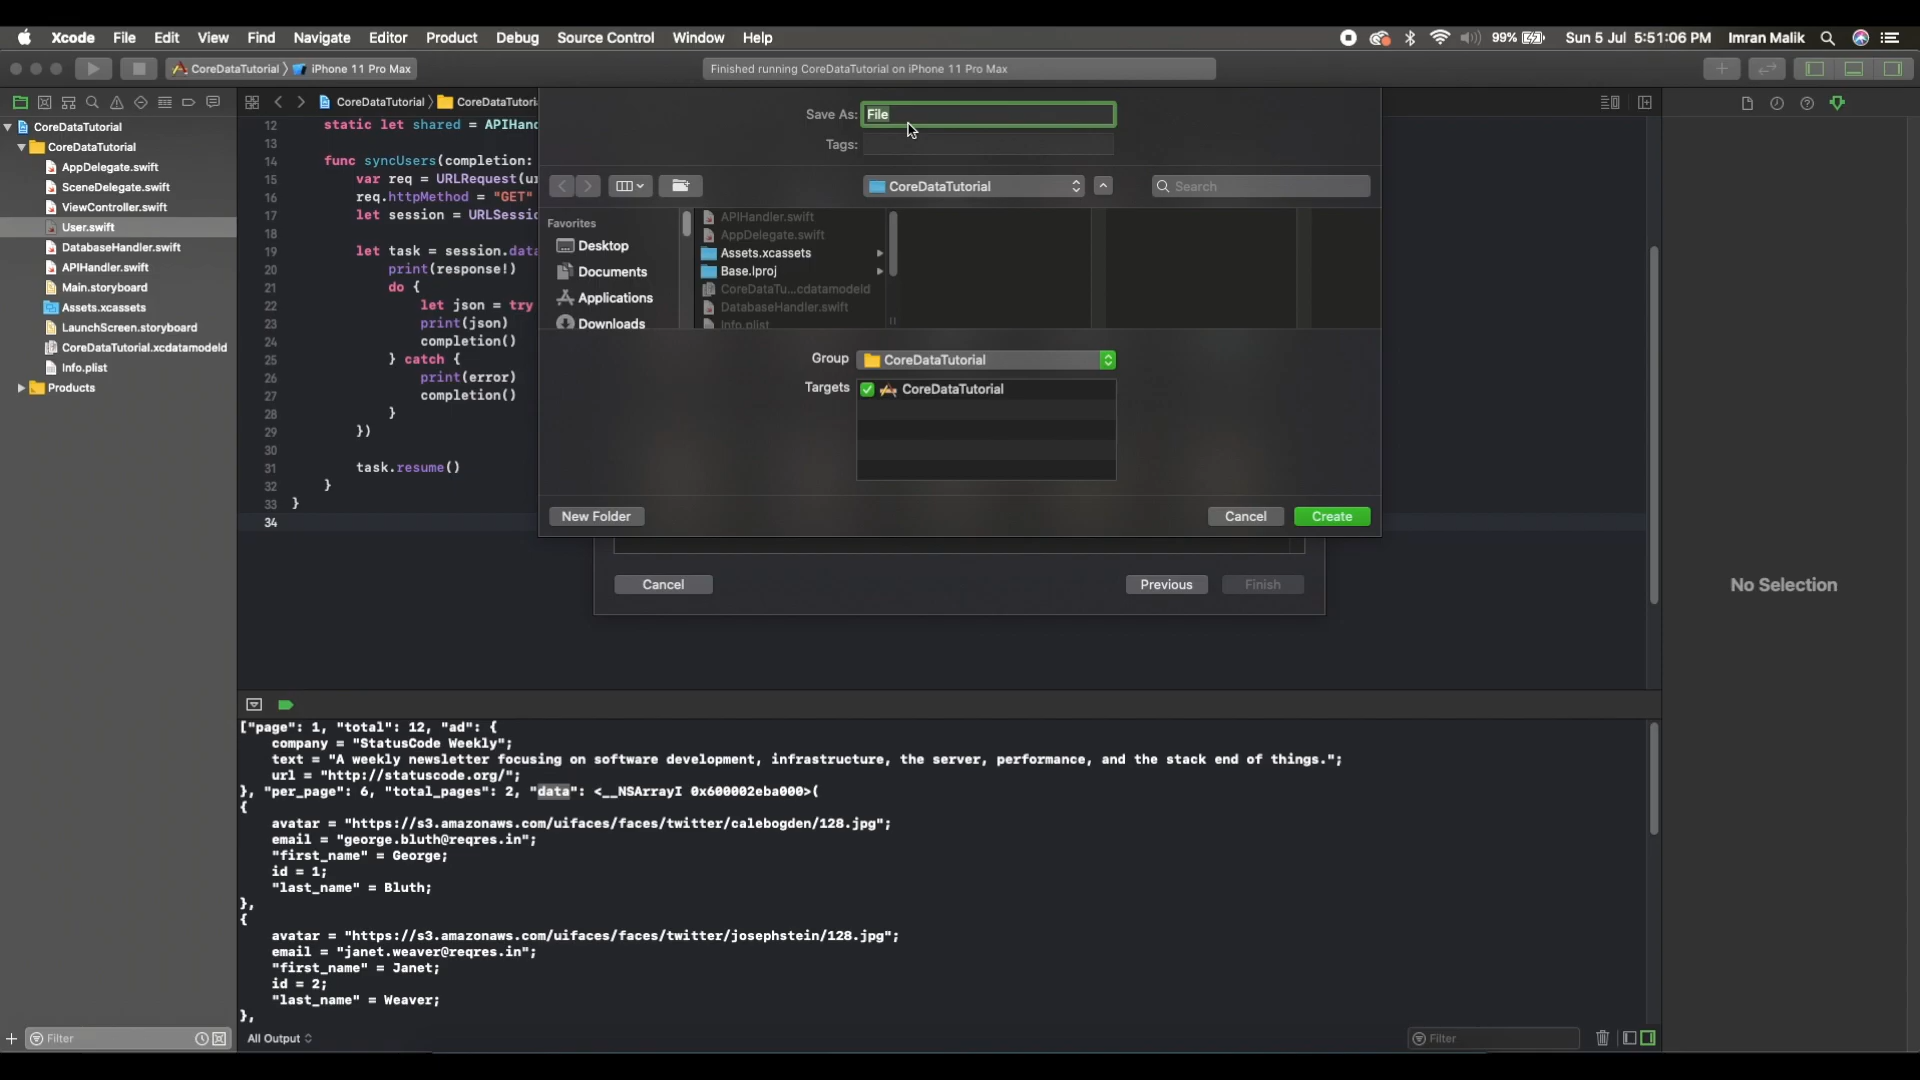 Xcode File Edit View Find Navigate Editor Product Debug Source Control Window Help 99% Sun 5 Jul 5:51:06 PM Imran Malik
CoreDataTutorial iPhone 11 Pro Max Finished running CoreDataTutorial on iPhone 11 Pro Max
CoreDataTutorial
CoreDataTutorial
AppDelegate.swift
SceneDelegate.swift
ViewController.swift
User.swift
DatabaseHandler.swift
APIHandler.swift
Main.storyboard
Assets.xcassets
LaunchScreen.storyboard
CoreDataTutorial.xcdatamodeld
Info.plist
Products
Filter
CoreDataTutorial
12 static let shared =
13
14 func syncUsers(completion:
15 var req =
16 req.httpMethod = "GET"
17 let session =
18
19 let task =
20 print(response!)
21 do {
22 let json = try
23 print(json)
24 completion()
25 } catch {
26 print(error)
27 completion()
28 }
29 })
30
31 task.resume()
32 }
33 }
34
Save As: File
Tags:
CoreDataTutorial
Search
Favorites
Desktop
Documents
Applications
Downloads
APIHandler.swift
AppDelegate.swift
Assets.xcassets
Base.lproj
CoreDataTu...cdatamodeld
DatabaseHandler.swift
Info.plist
Group CoreDataTutorial
Targets CoreDataTutorial
New Folder Cancel Create
Cancel Previous Finish
No Selection
["page": 1, "total": 12, "ad": {
company = "StatusCode Weekly";
text = "A weekly newsletter focusing on software development, infrastructure, the server, performance, and the stack end of things.";
url = "http://statuscode.org/";
}, "per_page": 6, "total_pages": 2, "data": <__NSArrayI 0x600002eba000>(
{
avatar = "https://s3.amazonaws.com/uifaces/faces/twitter/calebogden/128.jpg";
email = "george.bluth@reqres.in";
"first_name" = George;
id = 1;
"last_name" = Bluth;
},
{
avatar = "https://s3.amazonaws.com/uifaces/faces/twitter/josephstein/128.jpg";
email = "janet.weaver@reqres.in";
"first_name" = Janet;
id = 2;
"last_name" = Weaver;
},
All Output Filter